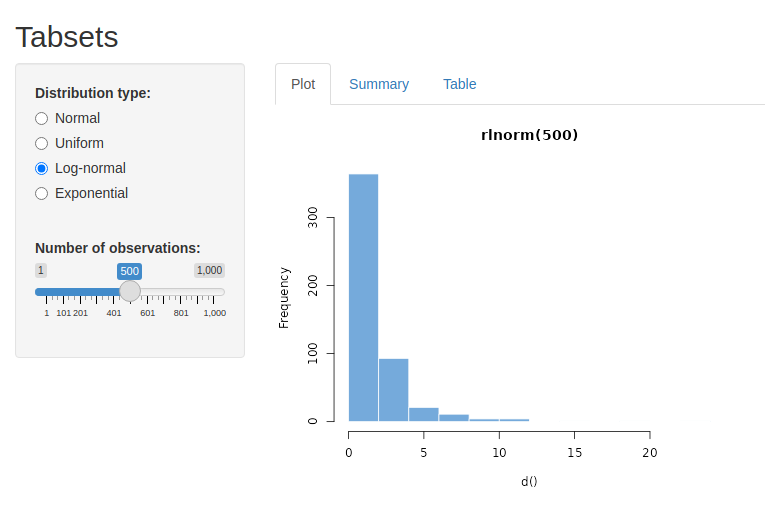 Tabsets
Distribution type:
Normal
Uniform
Log-normal
Exponential
Number of observations:
1 500 1,000
1 101 201 401 601 801 1,000
Plot Summary Table
rlnorm(500)
Frequency
300
200
100
0
0 5 10 15 20
d()